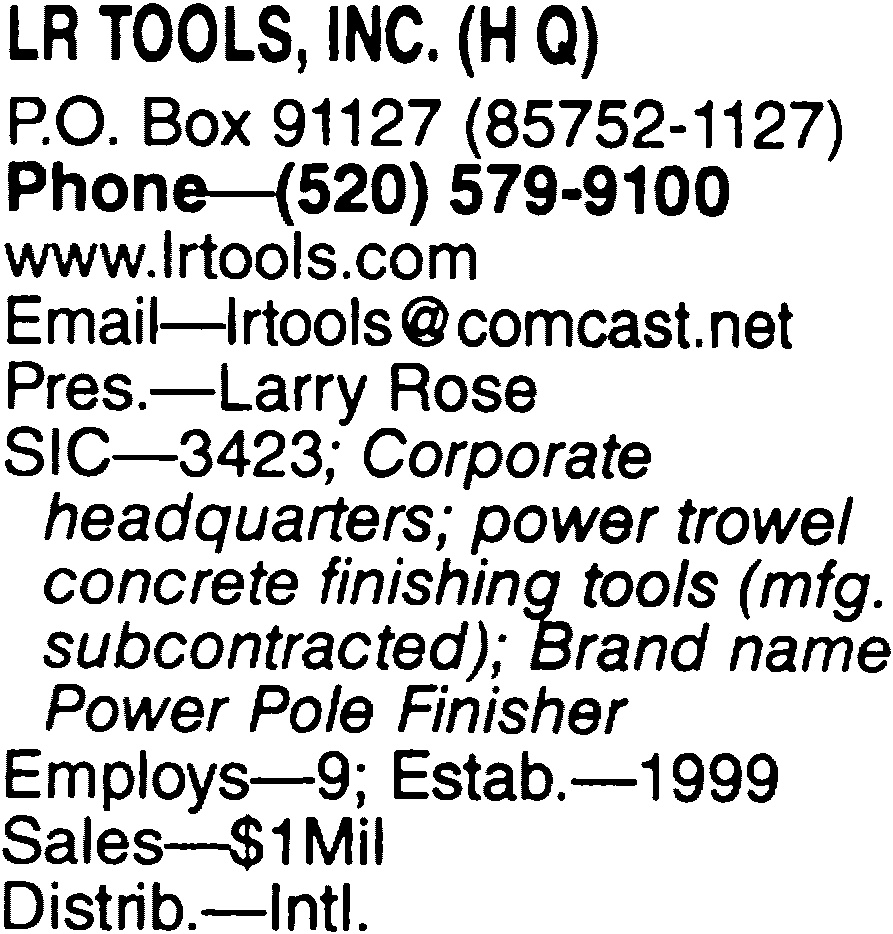 LR TOOLS, INC. (H Q)
P.O. Box 91127 (85752-1127)
Phone—(520) 579-9100
www.lrtools.com
Email—lrtools@comcast.net
Pres.—Larry Rose
SIC—3423; Corporate
headquarters; power trowel
concrete finishing tools (mfg.
subcontracted); Brand name
Power Pole Finisher
Employs—9; Estab.—1999
Sales—$1Mil
Distrib.—Intl.